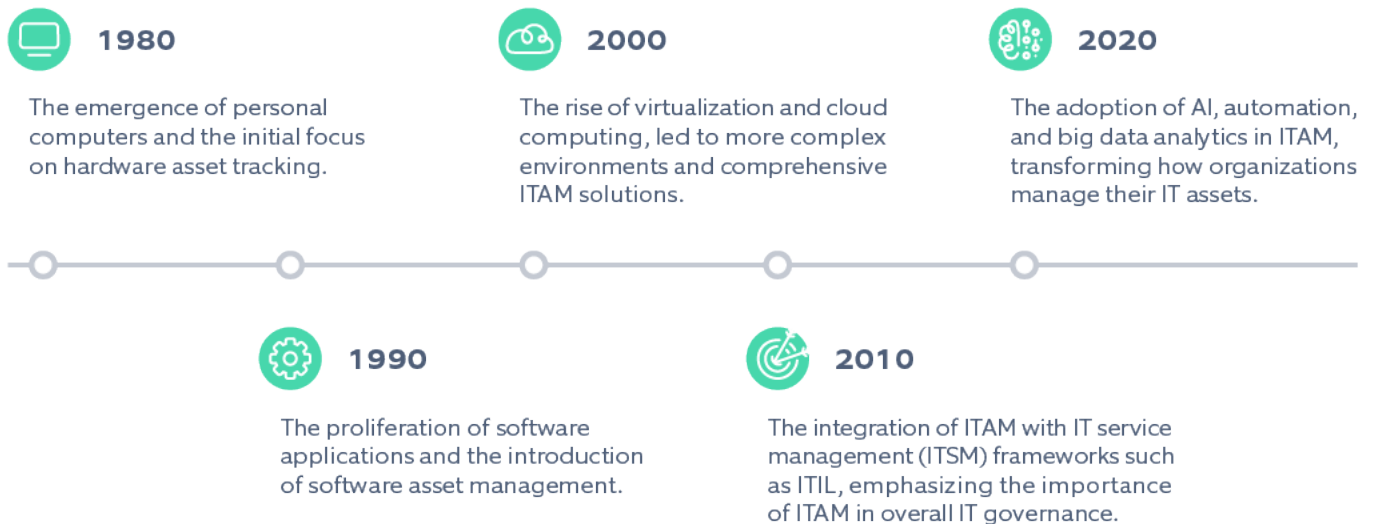 1980
The emergence of personal
computers and the initial focus
on hardware asset tracking.
1990
The proliferation of software
applications and the introduction
of software asset management.
2000
The rise of virtualization and cloud
computing, led to more complex
environments and comprehensive
ITAM solutions.
2010
The integration of ITAM with IT service
management (ITSM) frameworks such
as ITIL, emphasizing the importance
of ITAM in overall IT governance.
2020
The adoption of AI, automation,
and big data analytics in ITAM,
transforming how organizations
manage their IT assets.